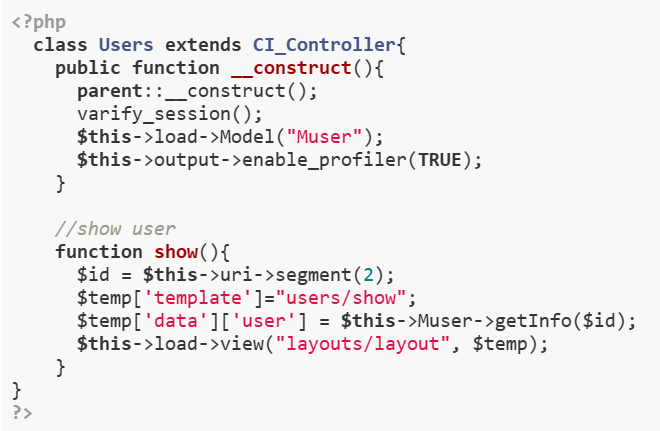 <?php
  class Users extends CI_Controller{
    public function __construct(){
      parent::__construct();
      varify_session();
      $this->load->Model("Muser");
      $this->output->enable_profiler(TRUE);
    }

    //show user
    function show(){
      $id = $this->uri->segment(2);
      $temp['template']="users/show";
      $temp['data']['user'] = $this->Muser->getInfo($id);
      $this->load->view("layouts/layout", $temp);
    }
}
?>